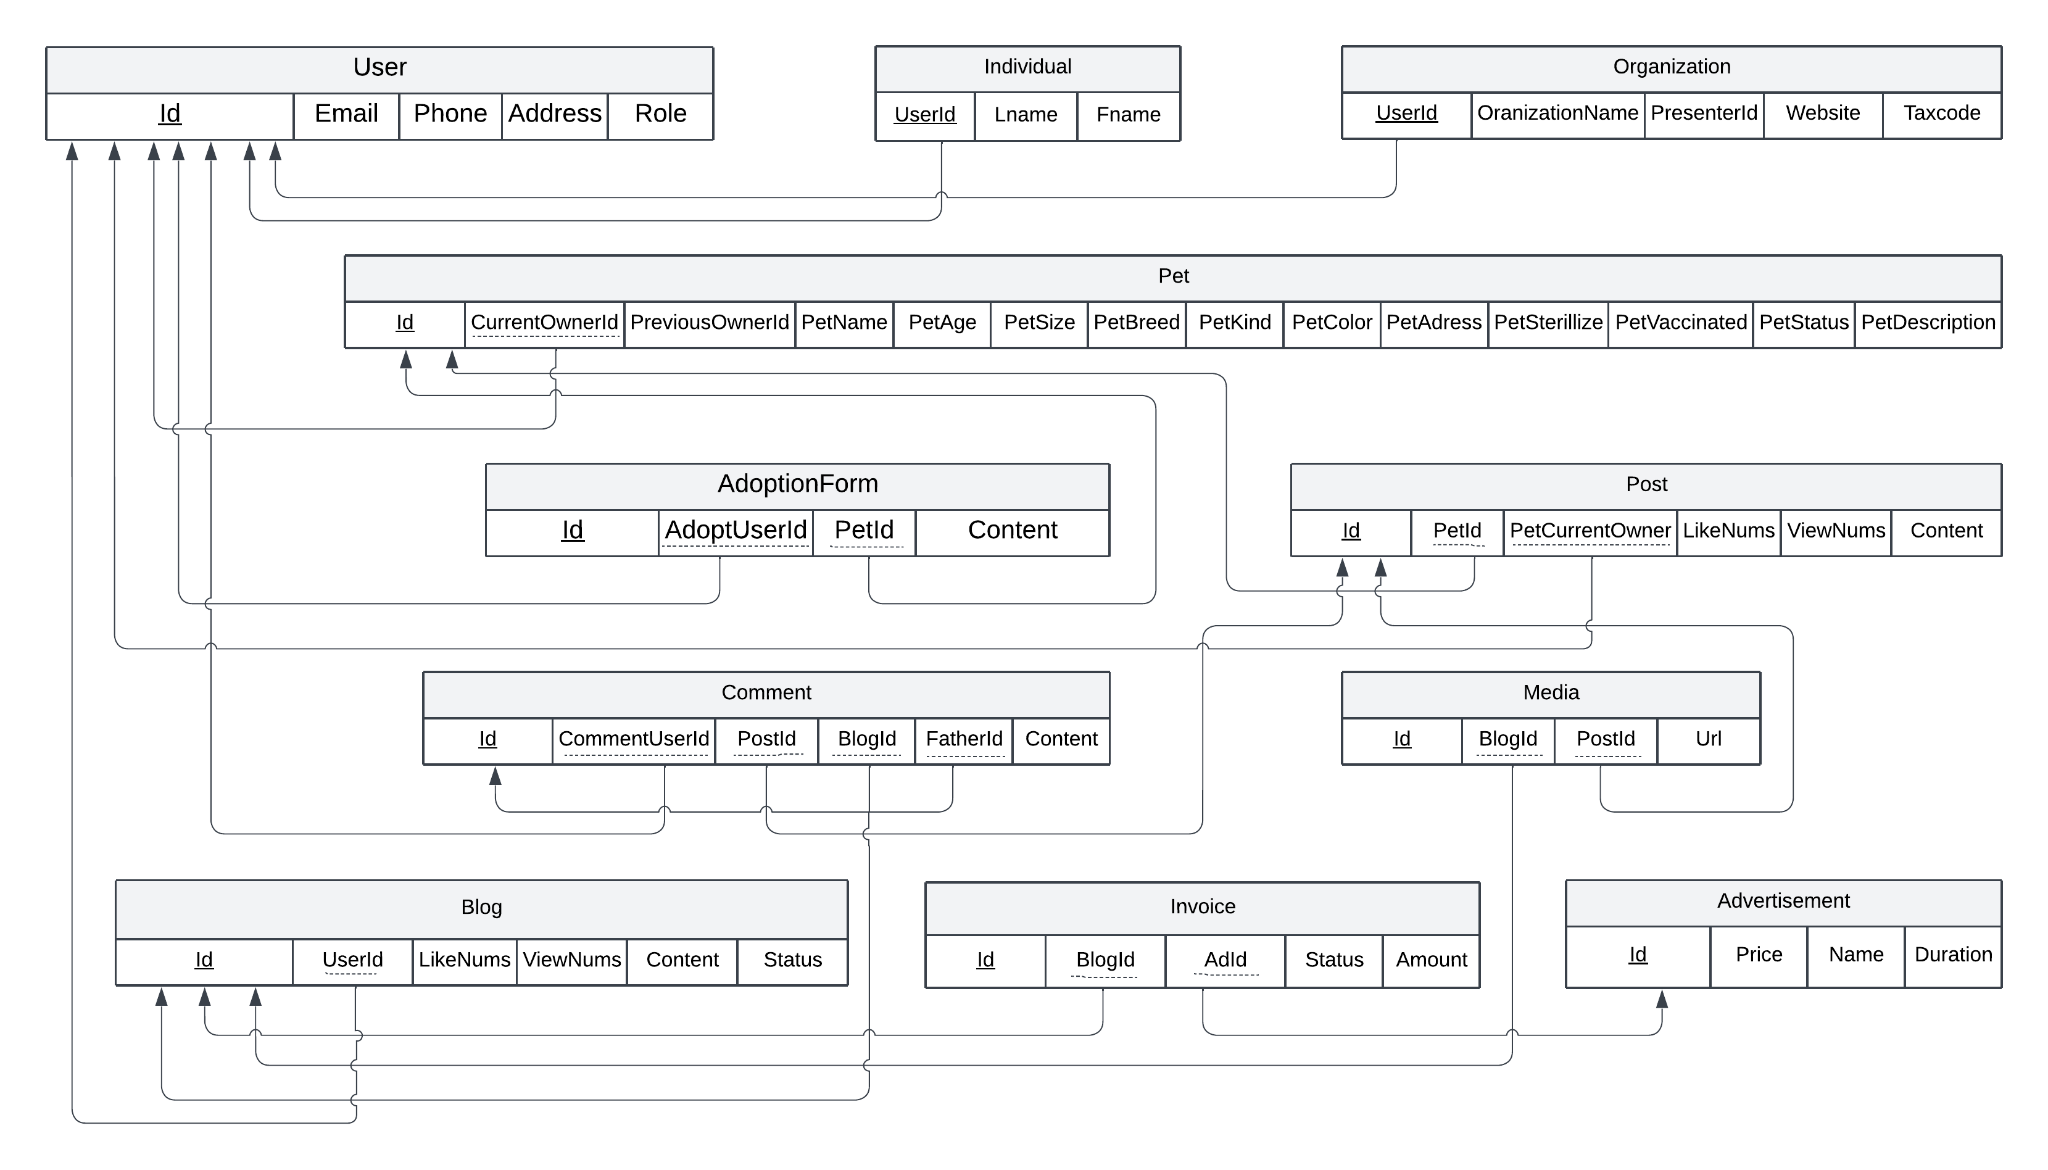 User
Id Email Phone Address Role
Individual
UserId Lname Fname
Organization
UserId OranizationName PresenterId Website Taxcode
Pet
Id CurrentOwnerId PreviousOwnerId PetName PetAge PetSize PetBreed PetKind PetColor PetAdress PetSterillize PetVaccinated PetStatus PetDescription
AdoptionForm
Id AdoptUserId PetId Content
Post
Id PetId PetCurrentOwner LikeNums ViewNums Content
Comment
Id CommentUserId PostId BlogId FatherId Content
Media
Id BlogId PostId Url
Blog
Id UserId LikeNums ViewNums Content Status
Invoice
Id BlogId AdId Status Amount
Advertisement
Id Price Name Duration